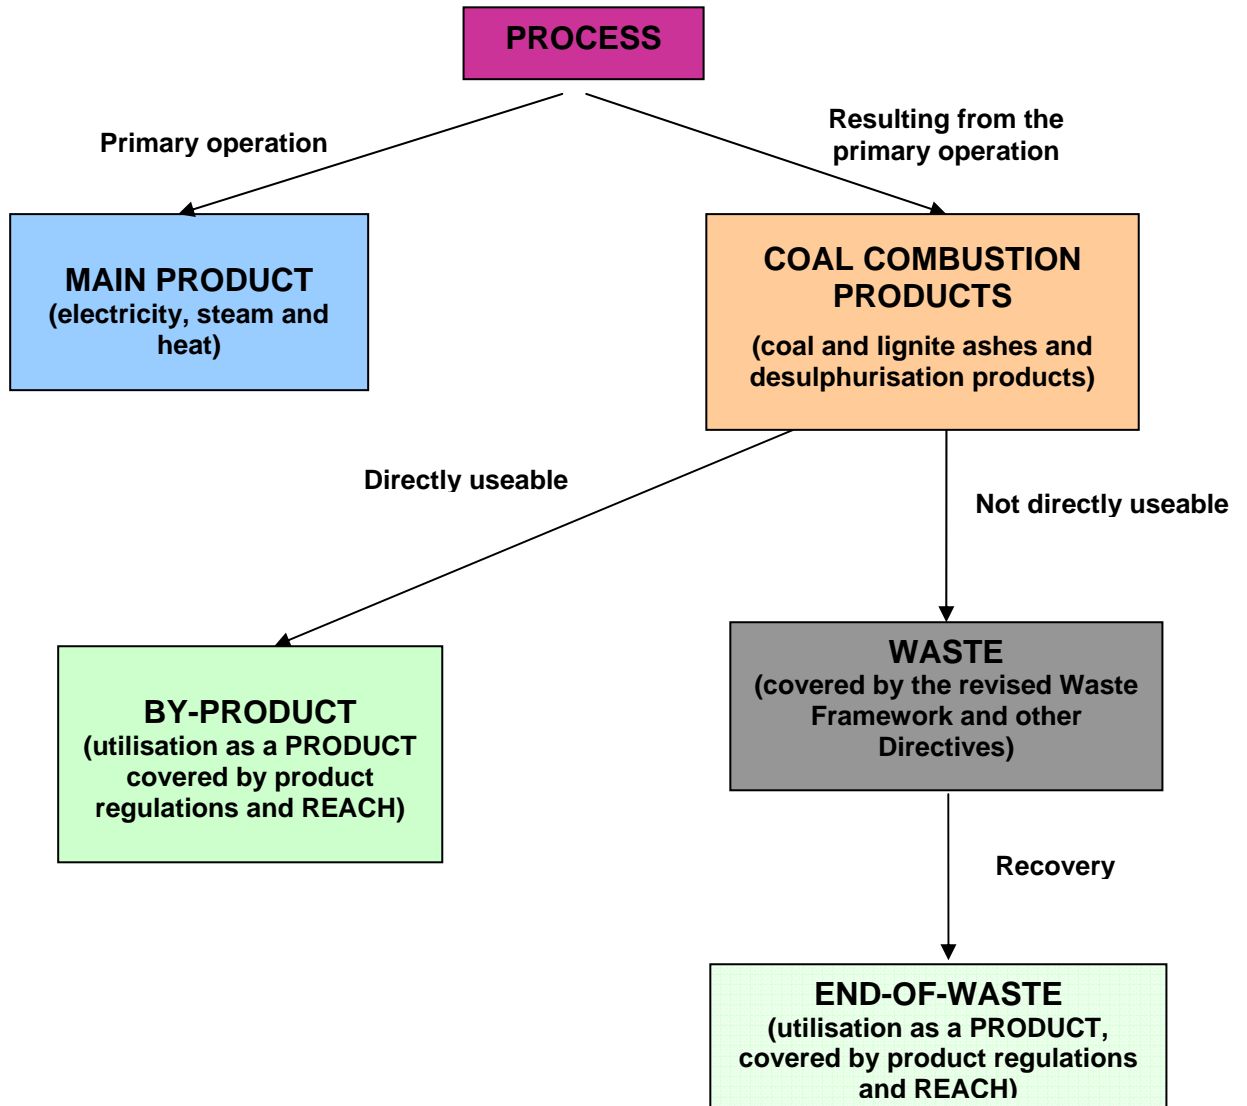 PROCESS
Primary operation
Resulting from the
primary operation
MAIN PRODUCT
(electricity, steam and
heat)
COAL COMBUSTION
PRODUCTS
(coal and lignite ashes and
desulphurisation products)
Directly useable
Not directly useable
BY-PRODUCT
(utilisation as a PRODUCT
covered by product
regulations and REACH)
WASTE
(covered by the revised Waste
Framework and other
Directives)
Recovery
END-OF-WASTE
(utilisation as a PRODUCT,
covered by product regulations
and REACH)